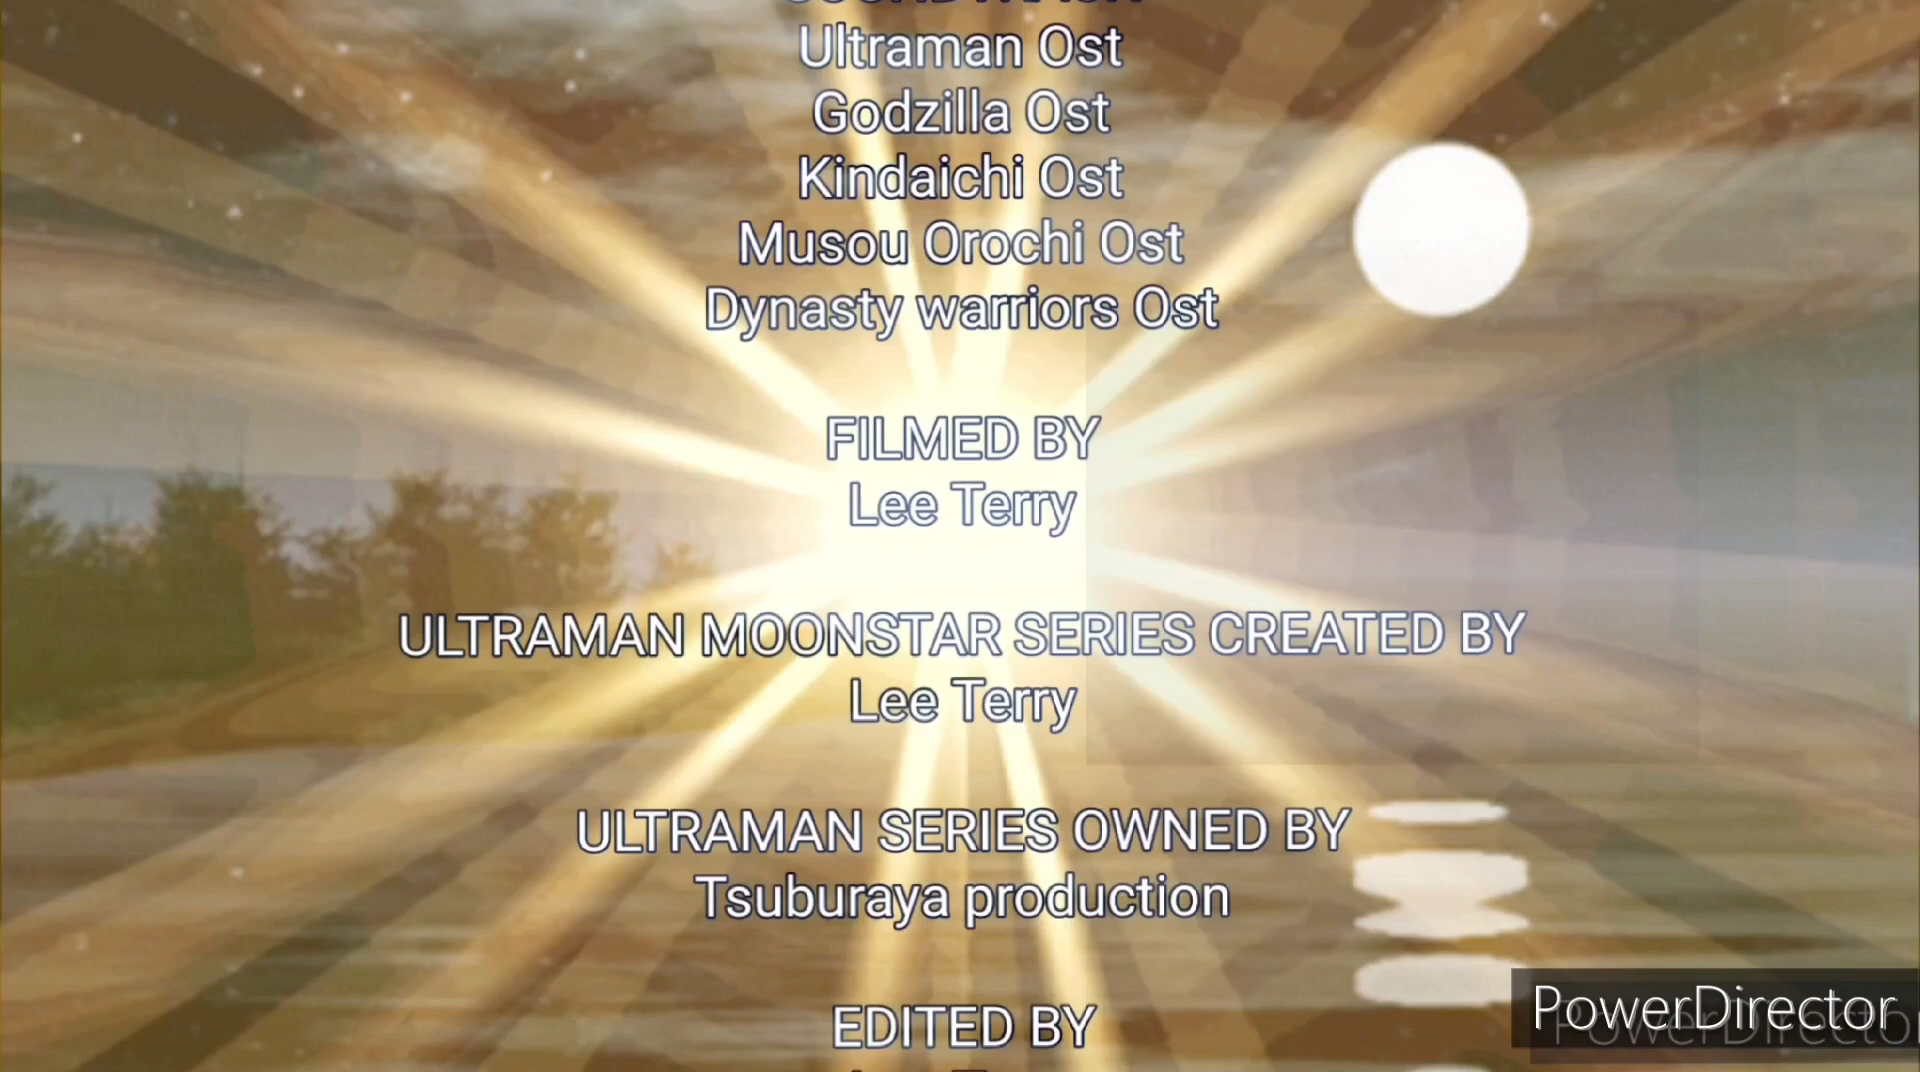 Ultraman Ost
Godzilla Ost
Kindaichi Ost
Musou Orochi Ost
Dynasty warriors Ost
FILMED BY
Lee Terry
ULTRAMAN MOONSTAR SERIES CREATED BY
Lee Terry
ULTRAMAN SERIES OWNED BY
Tsuburaya production
EDITED BY
PowerDirector
PowerDirector